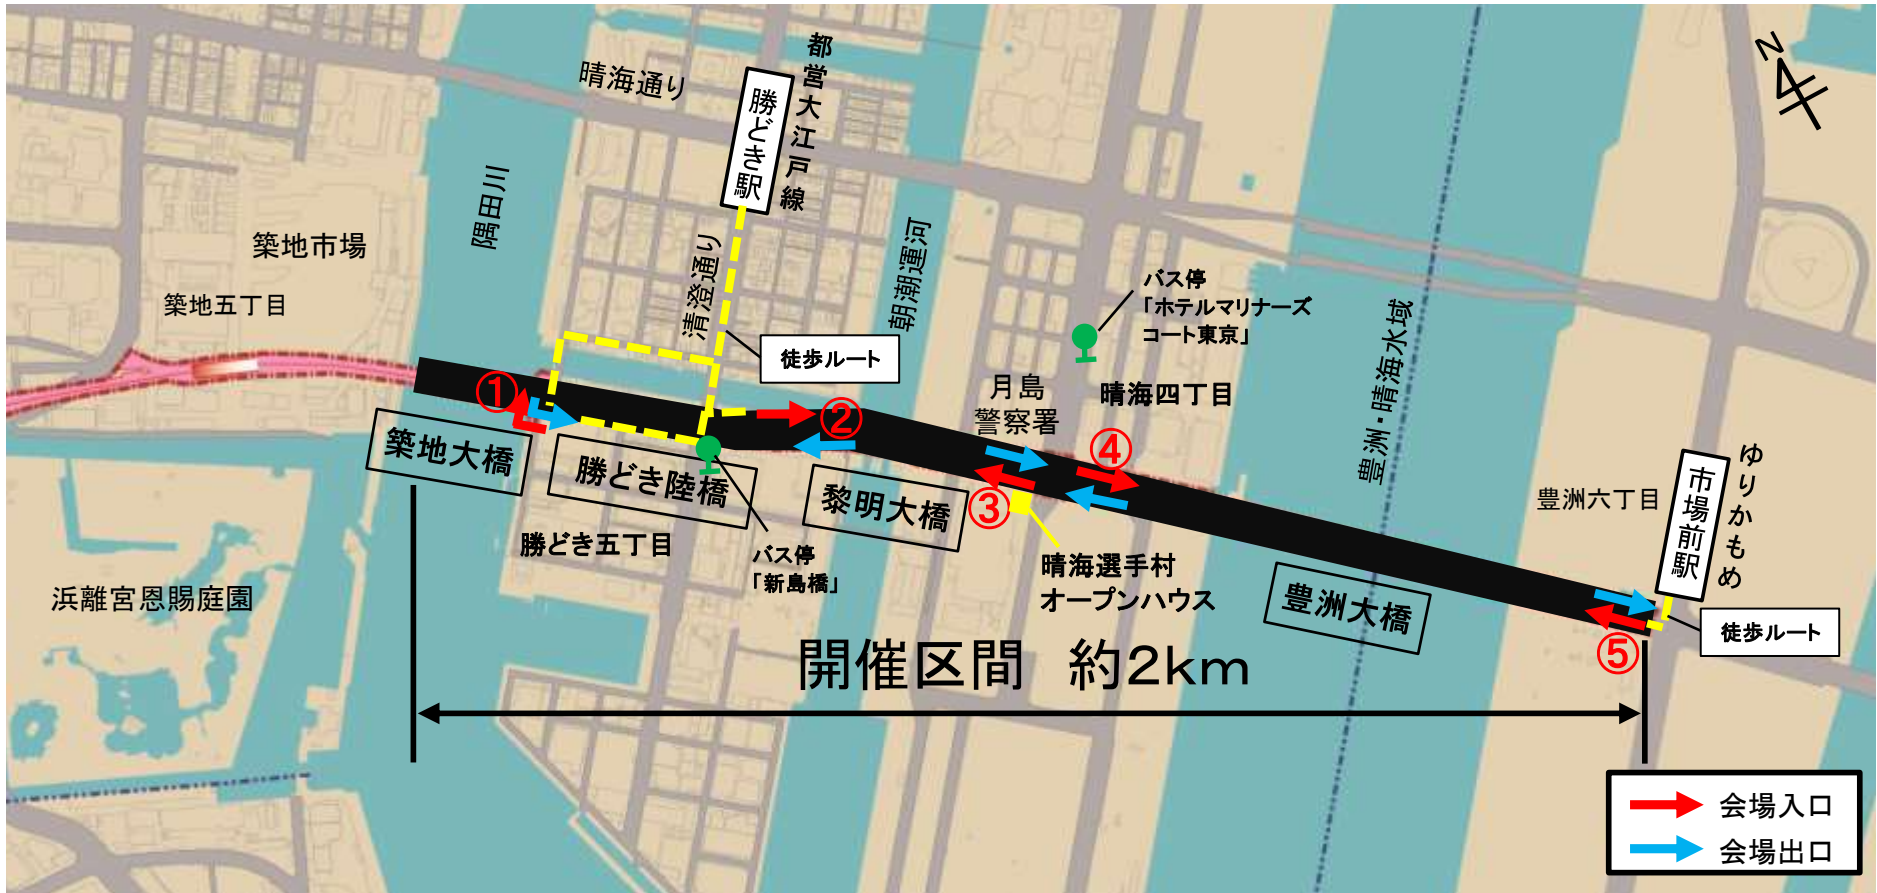 晴海通り
勝どき駅
都営大江戸線
N
隅田川
築地市場
築地五丁目
清澄通り
朝潮運河
徒歩ルート
バス停
「ホテルマリナーズ
コート東京」
月島
警察署
晴海四丁目
豊洲・晴海水域
①
②
③
④
⑤
築地大橋
勝どき陸橋
黎明大橋
豊洲大橋
勝どき五丁目
バス停
「新島橋」
晴海選手村
オープンハウス
豊洲六丁目
市場前駅
ゆりかもめ
徒歩ルート
浜離宮恩賜庭園
開催区間　約2km
会場入口
会場出口